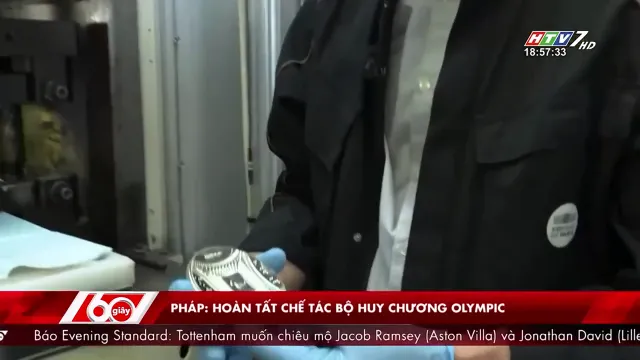 HTV7 HD
18:57:33
60 giây
PHÁP: HOÀN TẤT CHẾ TÁC BỘ HUY CHƯƠNG OLYMPIC
Báo Evening Standard: Tottenham muốn chiêu mộ Jacob Ramsey (Aston Villa) và Jonathan David (Lille